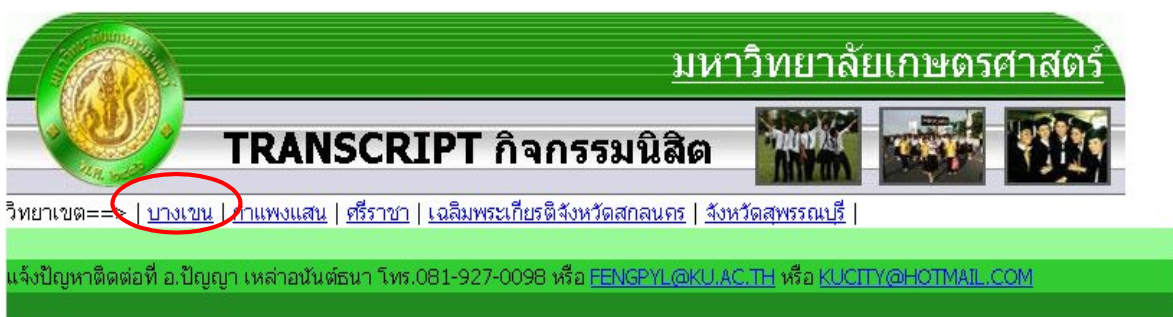 มหาวิทยาลัยเกษตรศาสตร์
TRANSCRIPT กิจกรรมนิสิต
วิทยาเขต==> | บางเขน | กำแพงแสน | ศรีราชา | เฉลิมพระเกียรติจังหวัดสกลนคร | จังหวัดสุพรรณบุรี |
แจ้งปัญหาติดต่อที่ อ.ปัญญา เหล่าอนันต์ธนา โทร.081-927-0098 หรือ FENGPYL@KU.AC.TH หรือ KUCITY@HOTMAIL.COM